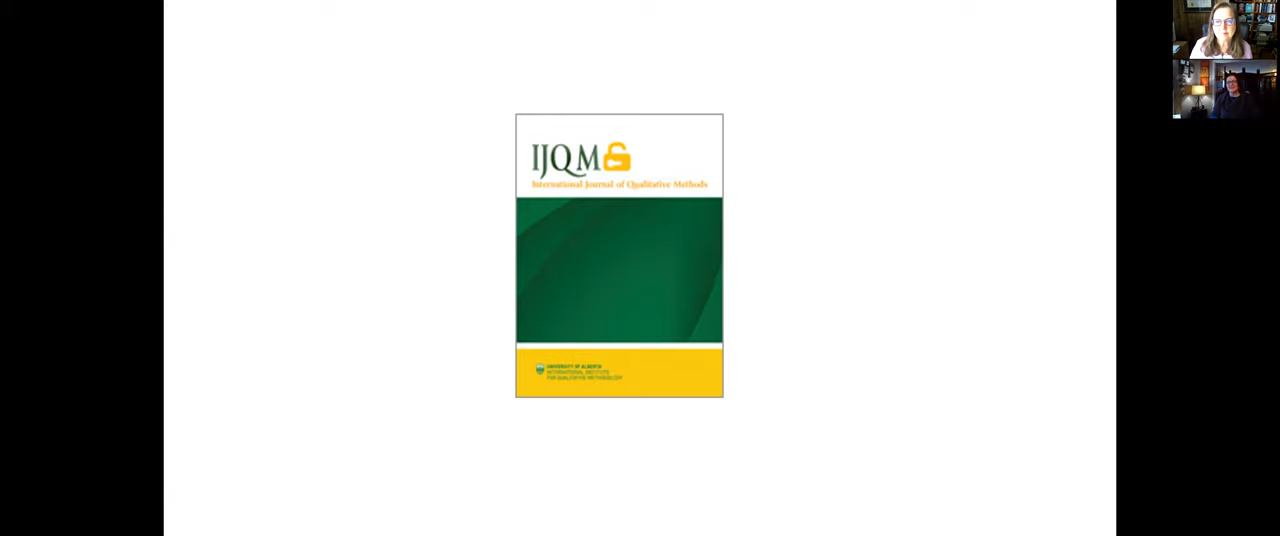 IJQM
International Journal of Qualitative Methods
UNIVERSITY OF ALBERTA
INTERNATIONAL INSTITUTE
FOR QUALITATIVE METHODOLOGY